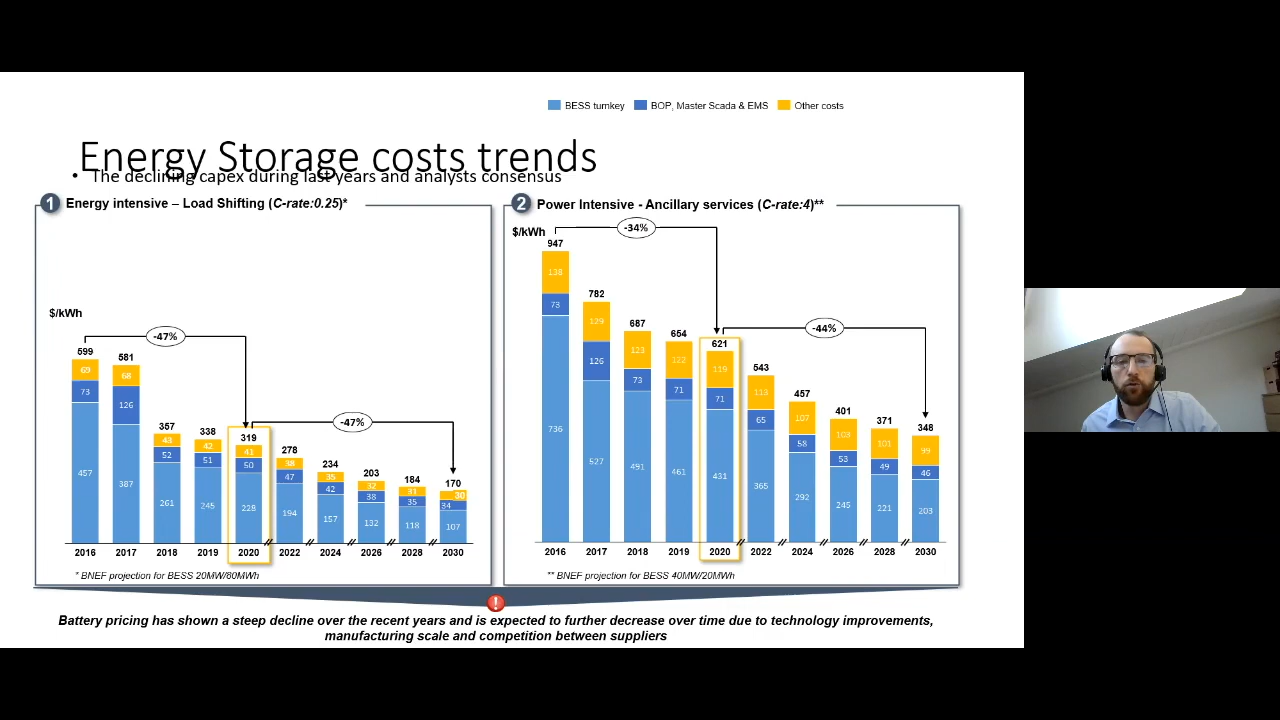 BESS turnkey BOP, Master Scada & EMS Other costs
Energy Storage costs trends
• The declining capex during last years and analysts consensus
1 Energy intensive – Load Shifting (C-rate:0.25)*
$/kWh
-47%
-47%
599 581 357 338 319 278 234 203 184 170
69 68 43 42 41 38 35 32 31 30
73 126 52 51 50 47 42 38 35 34
457 387 261 245 228 194 157 132 118 107
2016 2017 2018 2019 2020 2022 2024 2026 2028 2030
* BNEF projection for BESS 20MW/80MWh
2 Power Intensive - Ancillary services (C-rate:4)**
$/kWh
-34%
-44%
947 782 687 654 621 543 457 401 371 348
138 129 123 122 119 113 107 103 101 99
73 126 73 71 71 65 58 53 49 46
736 527 491 461 431 365 292 245 221 203
2016 2017 2018 2019 2020 2022 2024 2026 2028 2030
** BNEF projection for BESS 40MW/20MWh
!
Battery pricing has shown a steep decline over the recent years and is expected to further decrease over time due to technology improvements,
manufacturing scale and competition between suppliers